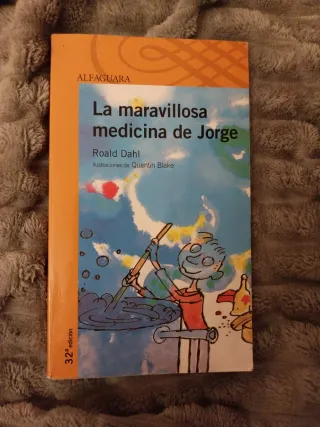 ALFAGUARA
La maravillosa
medicina de Jorge
Roald Dahl
Ilustraciones de Quentin Blake
32ª edición